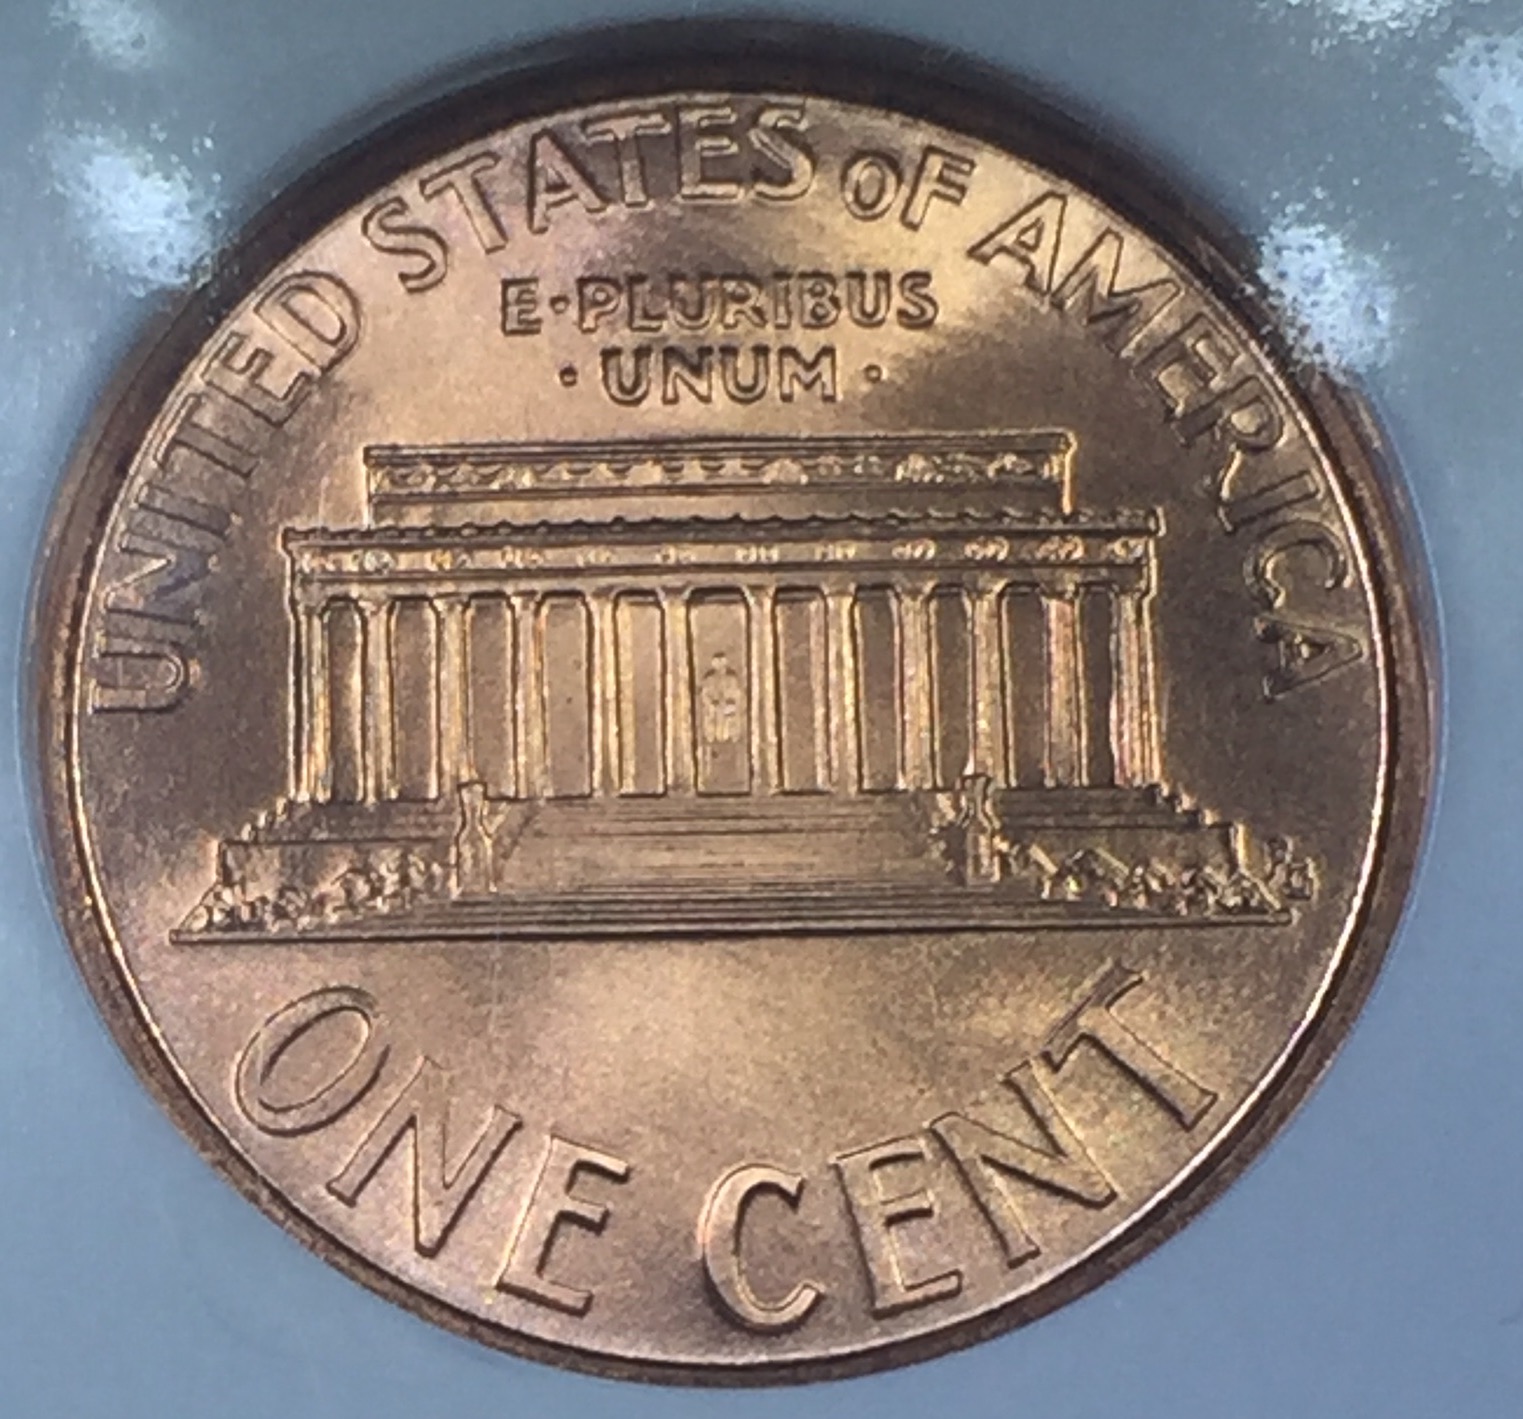 UNITED STATES OF AMERICA
E·PLURIBUS
·UNUM·
ONE CENT